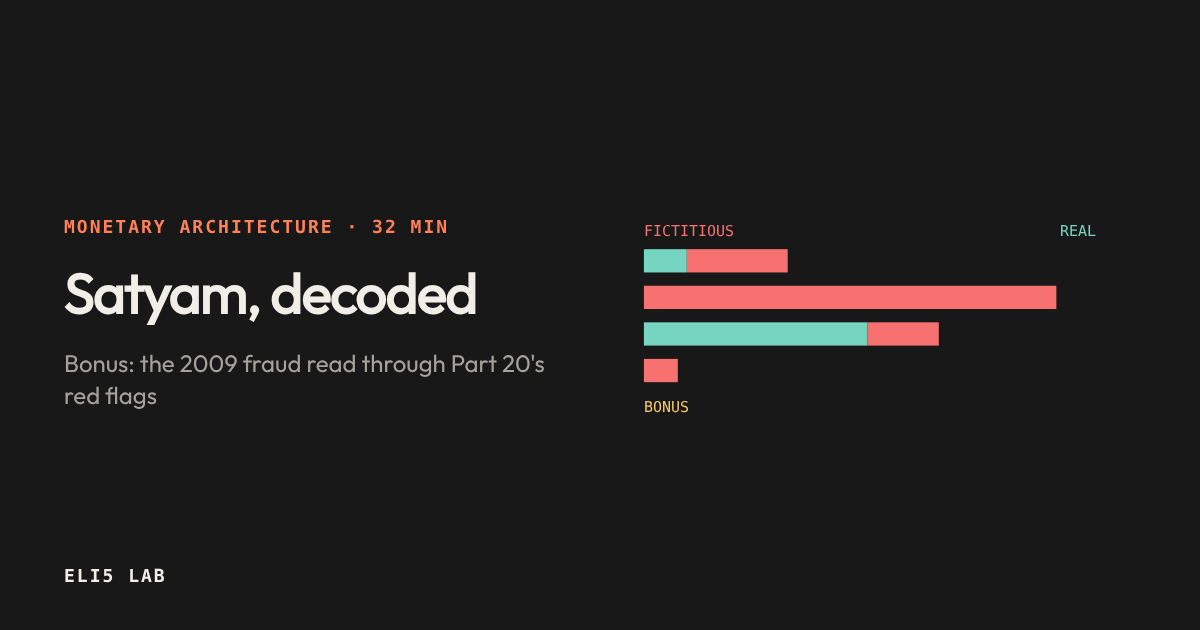 MONETARY ARCHITECTURE · 32 MIN
Satyam, decoded
Bonus: the 2009 fraud read through Part 20's
red flags
FICTITIOUS
REAL
BONUS
ELI5 LAB